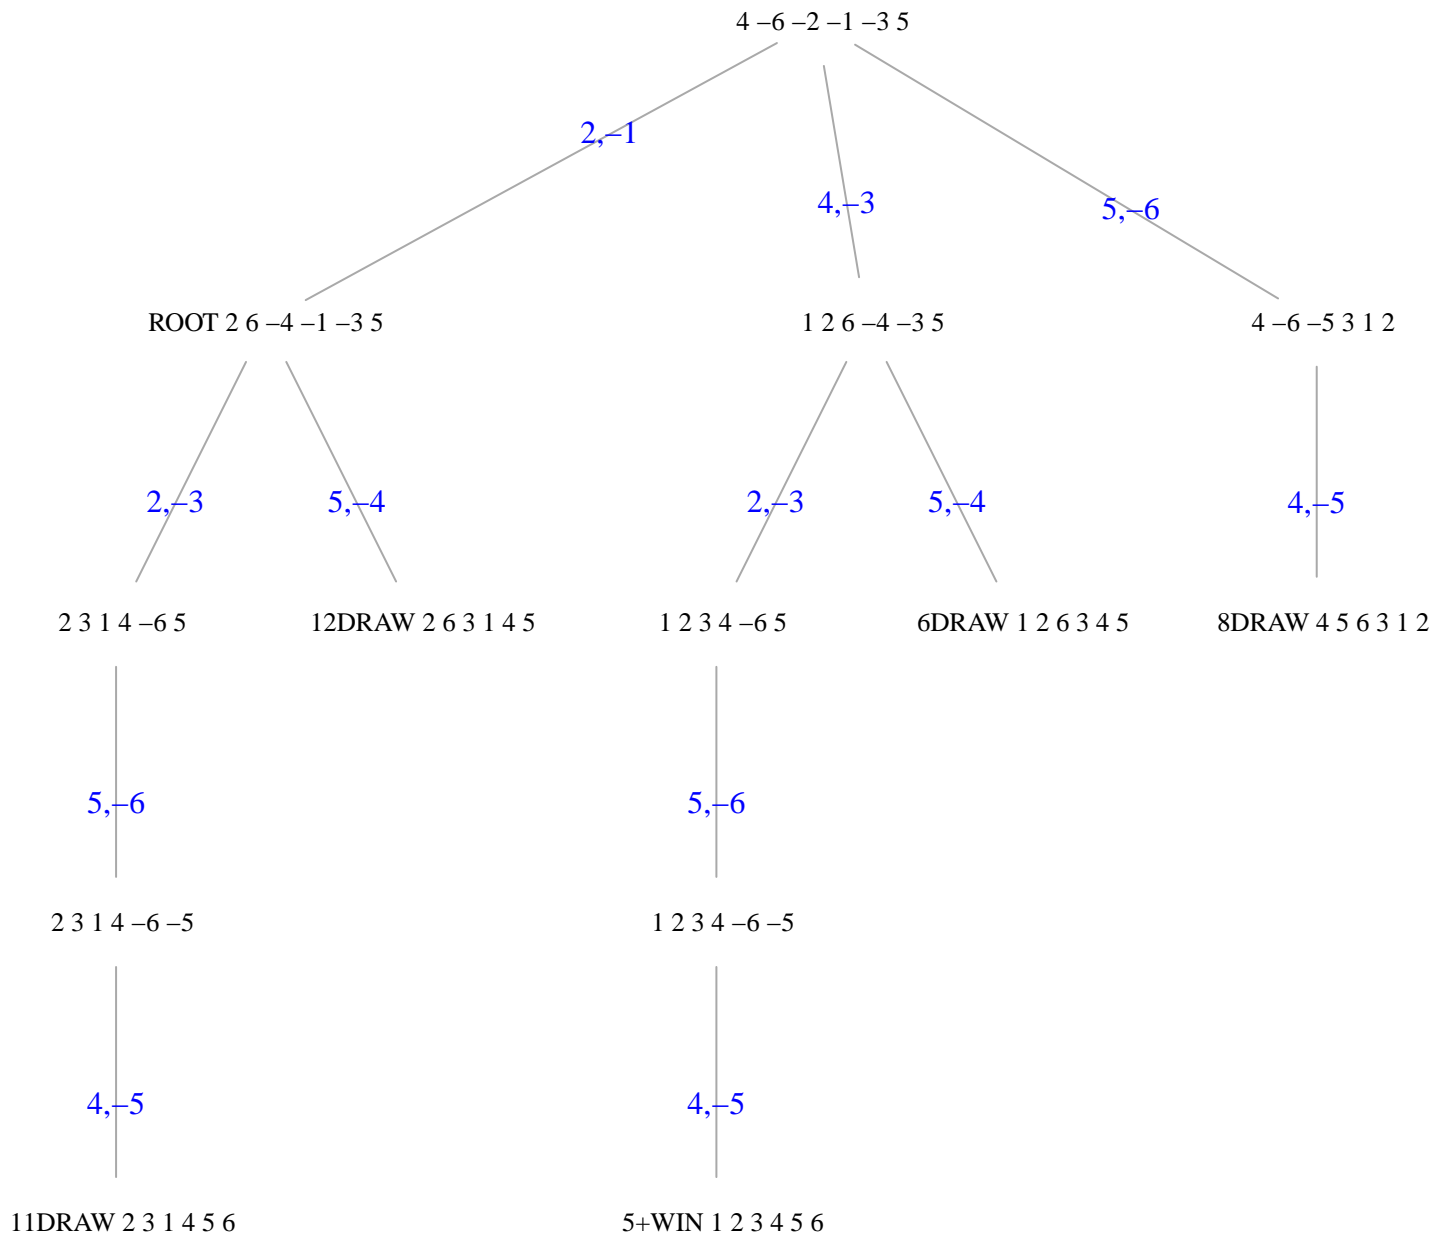 4 –6 –2 –1 –3 5
2,–1
4,–3
5,–6
ROOT 2 6 –4 –1 –3 5
1 2 6 –4 –3 5
4 –6 –5 3 1 2
2,–3
5,–4
2,–3
5,–4
4,–5
2 3 1 4 –6 5
12DRAW 2 6 3 1 4 5
1 2 3 4 –6 5
6DRAW 1 2 6 3 4 5
8DRAW 4 5 6 3 1 2
5,–6
5,–6
2 3 1 4 –6 –5
1 2 3 4 –6 –5
4,–5
4,–5
11DRAW 2 3 1 4 5 6
5+WIN 1 2 3 4 5 6